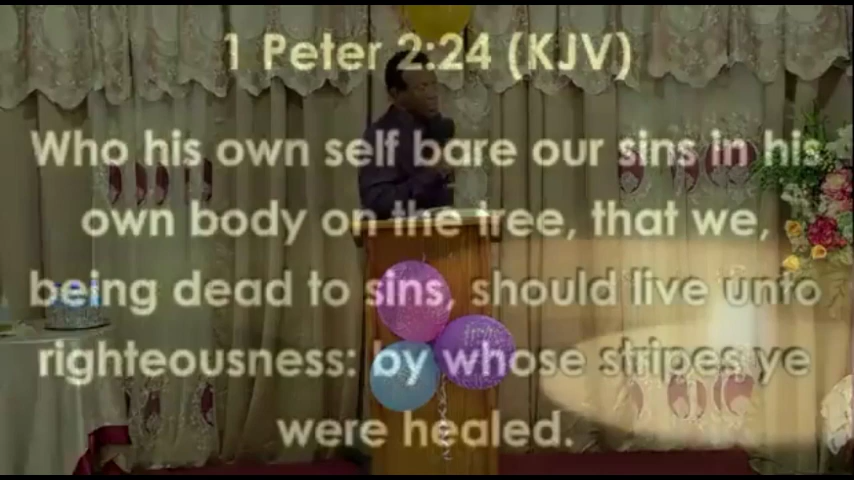 1 Peter 2:24 (KJV)
Who his own self bare our sins in his
own body on the tree, that we,
being dead to sins, should live unto
righteousness: by whose stripes ye
were healed.